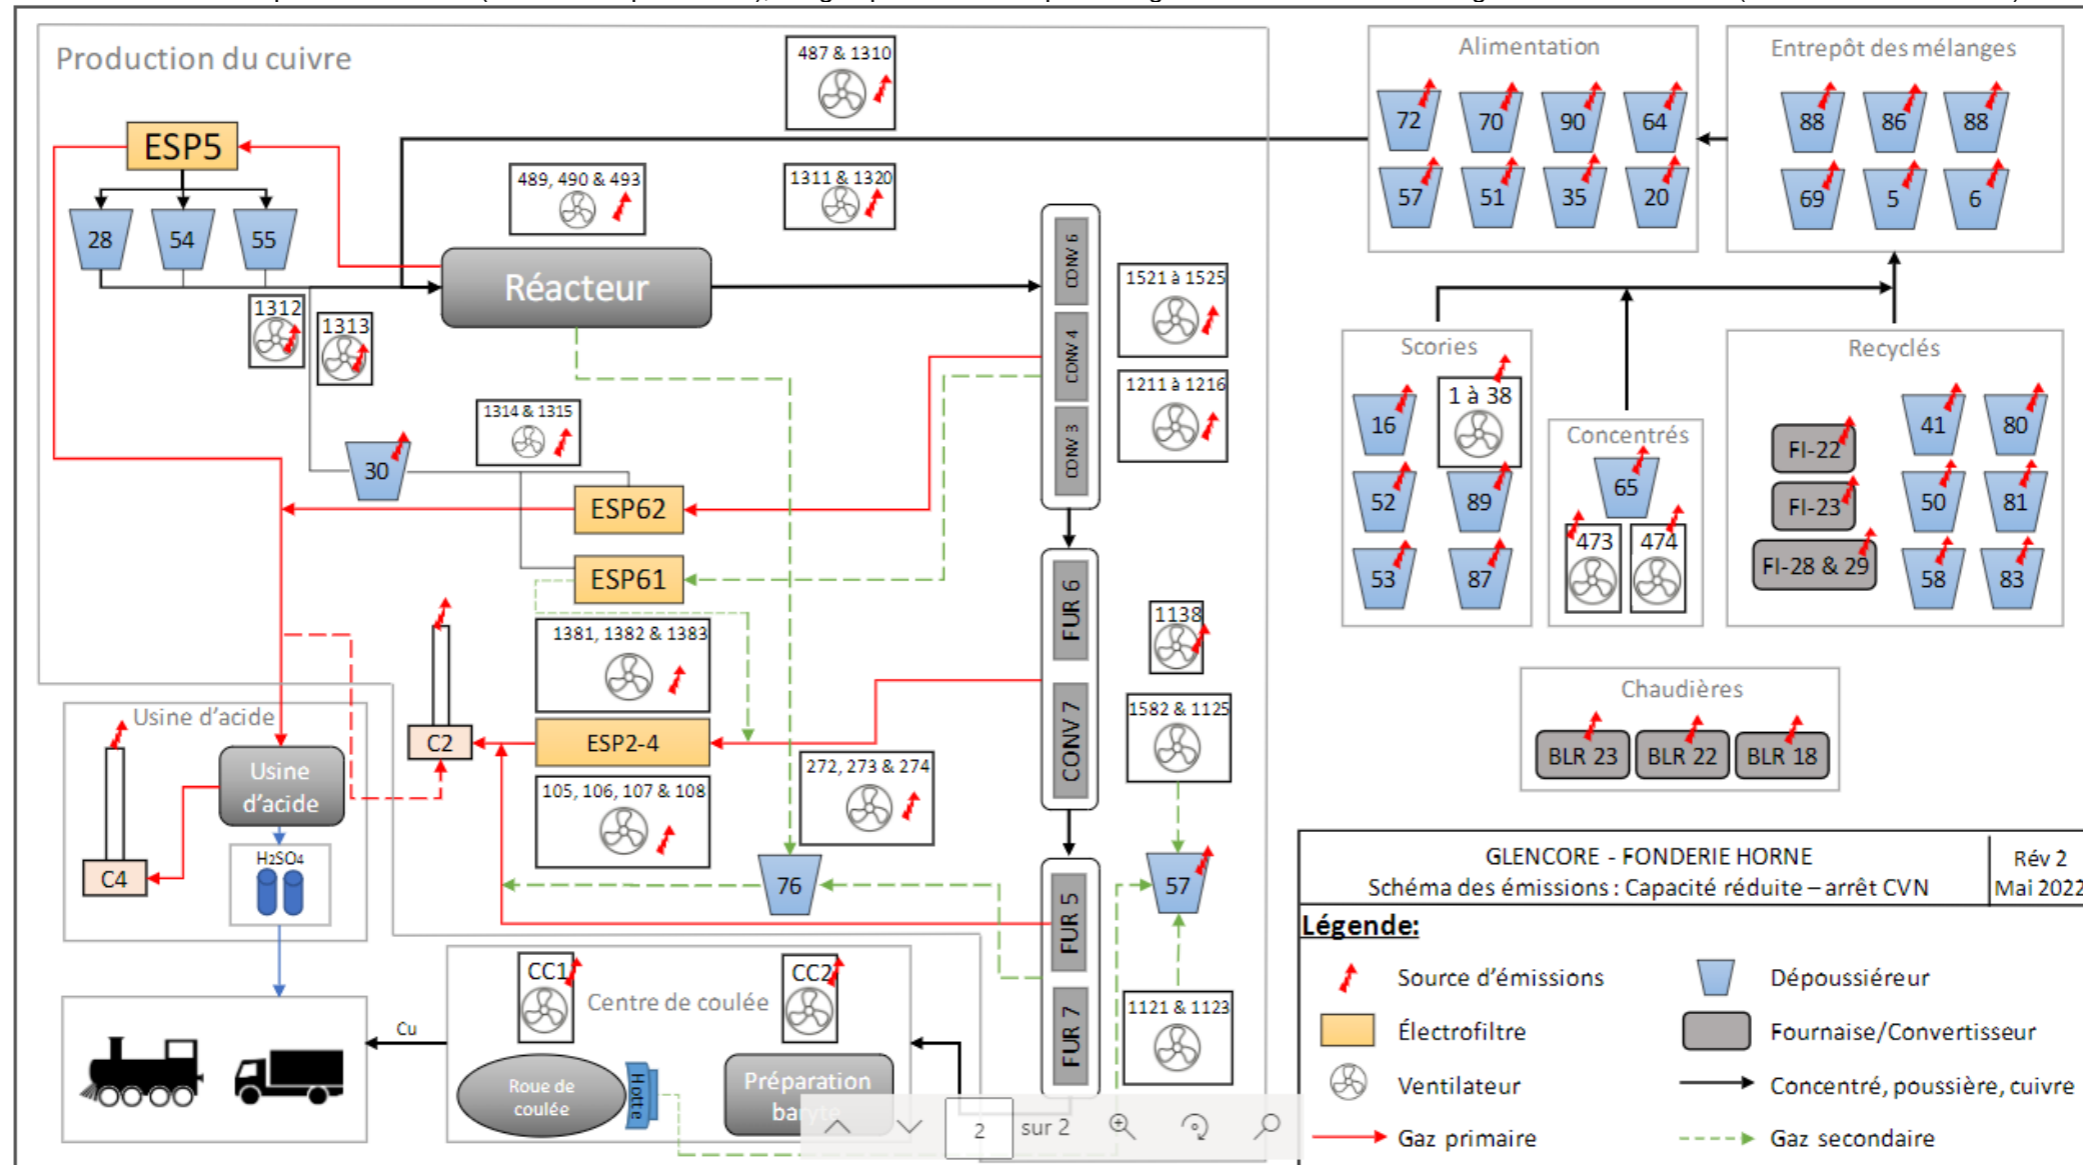 Production du cuivre
487 & 1310
Alimentation
Entrepôt des mélanges
72
70
90
64
88
86
88
57
51
35
20
69
5
6
ESP5
489, 490 & 493
1311 & 1320
28
54
55
Réacteur
CONV 6
CONV 4
CONV 3
1521 à 1525
1312
1313
1211 à 1216
Scories
Recyclés
1 à 38
16
Concentrés
FI-22
41
80
1314 & 1315
30
65
52
89
FI-23
50
81
ESP62
473
474
53
87
FI-28 & 29
58
83
ESP61
FUR 6
1138
1381, 1382 & 1383
CONV 7
Chaudières
Usine d'acide
1582 & 1125
C2
ESP2-4
BLR 23
BLR 22
BLR 18
Usine
d'acide
272, 273 & 274
105, 106, 107 & 108
H2SO4
C4
76
57
FUR 5
GLENCORE - FONDERIE HORNE
Schéma des émissions : Capacité réduite – arrêt CVN
Rév 2
Mai 2022
Légende:
CC1
CC2
Centre de coulée
Source d'émissions
Dépoussiéreur
1121 & 1123
FUR 7
Cu
Électrofiltre
Fournaise/Convertisseur
Roue de
coulée
Hotte
Préparation
baryte
Ventilateur
Concentré, poussière, cuivre
2
sur 2
Gaz primaire
Gaz secondaire